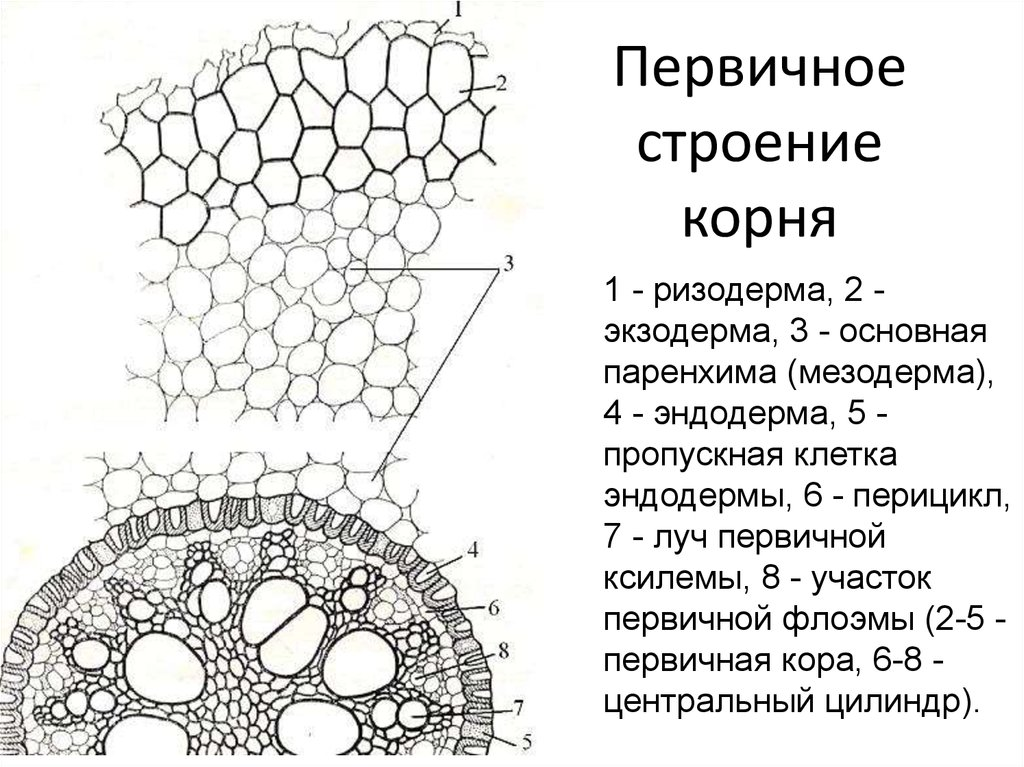 1
2
3
4
6
8
7
5
Первичное
строение
корня
1 - ризодерма, 2 -
экзодерма, 3 - основная
паренхима (мезодерма),
4 - эндодерма, 5 -
пропускная клетка
эндодермы, 6 - перицикл,
7 - луч первичной
ксилемы, 8 - участок
первичной флоэмы (2-5 -
первичная кора, 6-8 -
центральный цилиндр).